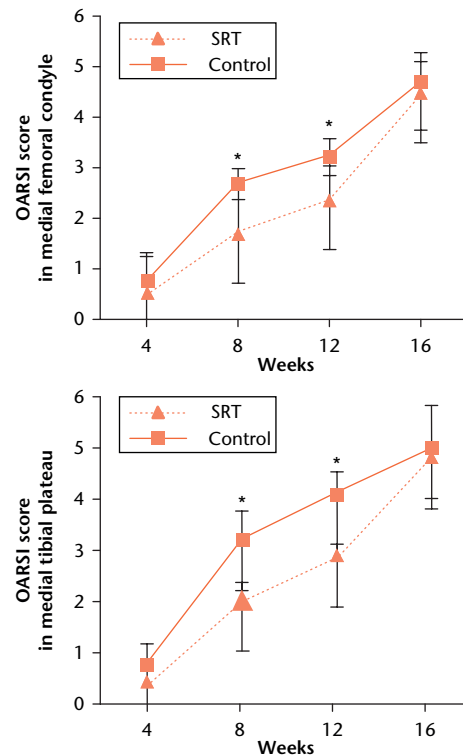 OARSI score
in medial femoral condyle
6
5
4
3
2
1
0
SRT
Control
*
*
4 8 12 16
Weeks
OARSI score
in medial tibial plateau
6
5
4
3
2
1
0
SRT
Control
*
*
4 8 12 16
Weeks